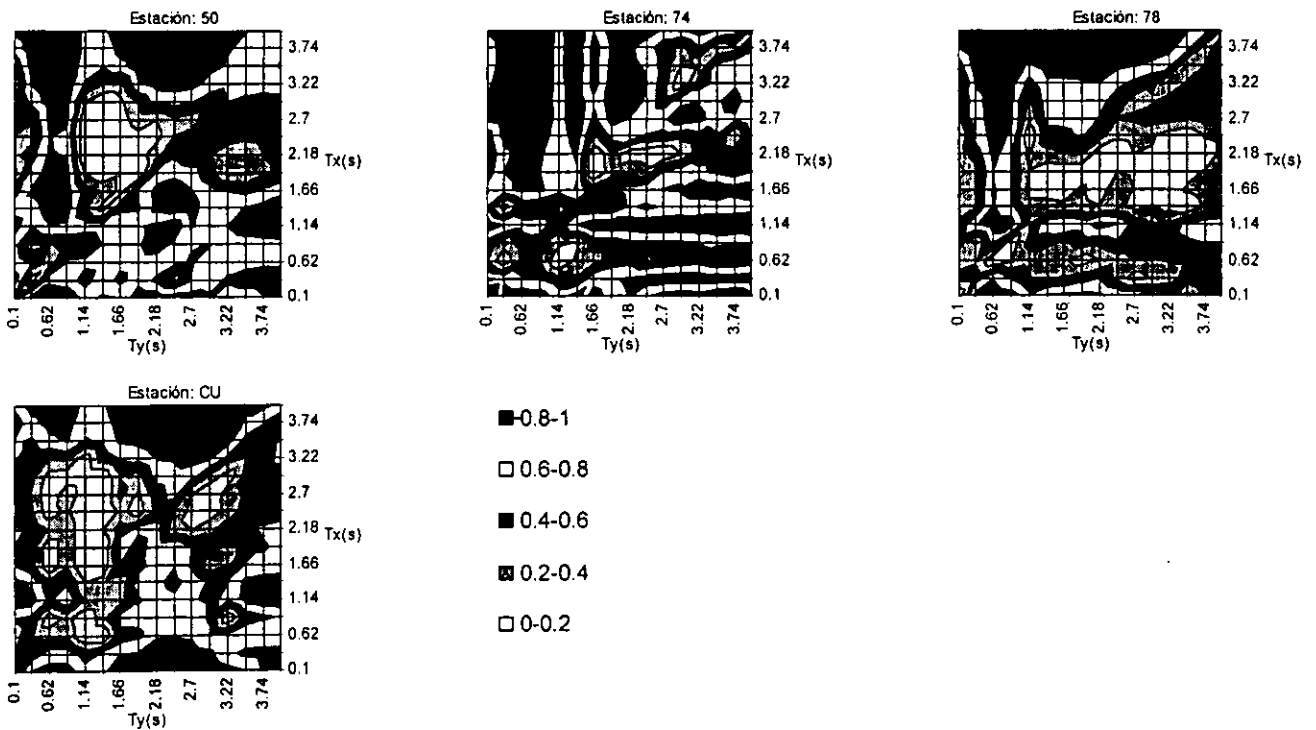 Estación: 50
3.74
3.22
2.7
2.18 Tx(s)
1.66
1.14
0.62
0.1
0.1 0.62 1.14 1.66 2.18 2.7 3.22 3.74
Ty(s)
Estación: 74
3.74
3.22
2.7
2.18 Tx(s)
1.66
1.14
0.62
0.1
0.1 0.62 1.14 1.66 2.18 2.7 3.22 3.74
Ty(s)
Estación: 78
3.74
3.22
2.7
2.18 Tx(s)
1.66
1.14
0.62
0.1
0.1 0.62 1.14 1.66 2.18 2.7 3.22 3.74
Ty(s)
Estación: CU
3.74
3.22
2.7
2.18 Tx(s)
1.66
1.14
0.62
0.1
0.1 0.62 1.14 1.66 2.18 2.7 3.22 3.74
Ty(s)
0.8-1
0.6-0.8
0.4-0.6
0.2-0.4
0-0.2